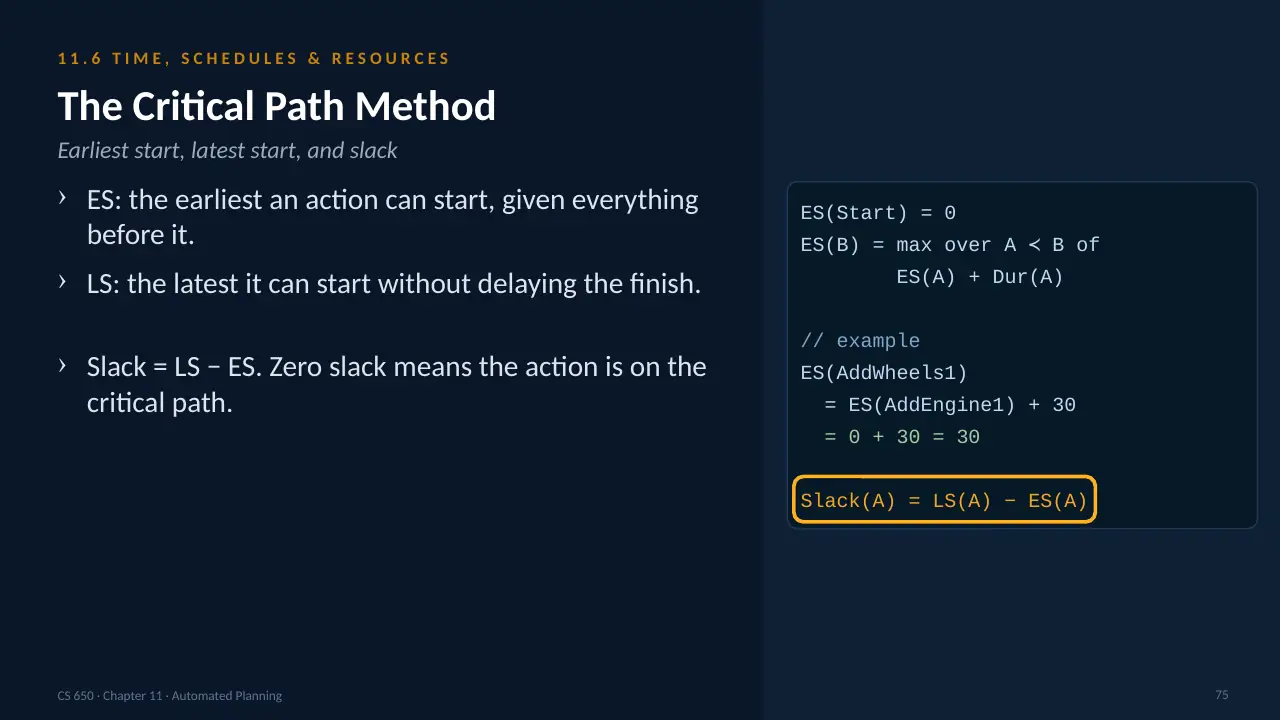 11.6 TIME, SCHEDULES & RESOURCES
The Critical Path Method
Earliest start, latest start, and slack
› ES: the earliest an action can start, given everything
before it.
› LS: the latest it can start without delaying the finish.
› Slack = LS − ES. Zero slack means the action is on the
critical path.
ES(Start) = 0
ES(B) = max over A ≺ B of
ES(A) + Dur(A)
// example
ES(AddWheels1)
= ES(AddEngine1) + 30
= 0 + 30 = 30
Slack(A) = LS(A) − ES(A)
CS 650 · Chapter 11 · Automated Planning
75